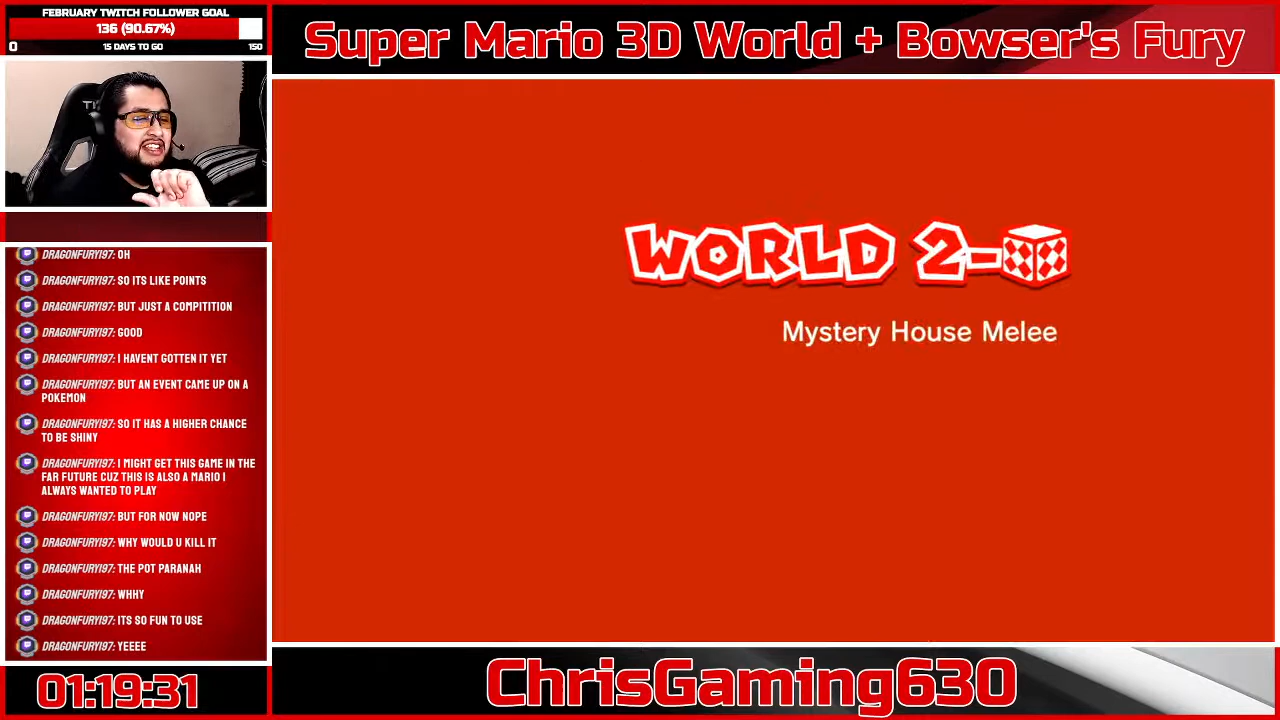 FEBRUARY TWITCH FOLLOWER GOAL
136 (90.67%)
0 15 DAYS TO GO 150
Super Mario 3D World + Bowser's Fury
WORLD 2-
Mystery House Melee
DRAGONFURY197: OH
DRAGONFURY197: SO ITS LIKE POINTS
DRAGONFURY197: BUT JUST A COMPITITION
DRAGONFURY197: GOOD
DRAGONFURY197: I HAVENT GOTTEN IT YET
DRAGONFURY197: BUT AN EVENT CAME UP ON A
POKEMON
DRAGONFURY197: SO IT HAS A HIGHER CHANCE
TO BE SHINY
DRAGONFURY197: I MIGHT GET THIS GAME IN THE
FAR FUTURE CUZ THIS IS ALSO A MARIO I
ALWAYS WANTED TO PLAY
DRAGONFURY197: BUT FOR NOW NOPE
DRAGONFURY197: WHY WOULD U KILL IT
DRAGONFURY197: THE POT PARANAH
DRAGONFURY197: WHHY
DRAGONFURY197: ITS SO FUN TO USE
DRAGONFURY197: YEEEE
01:19:31
ChrisGaming630